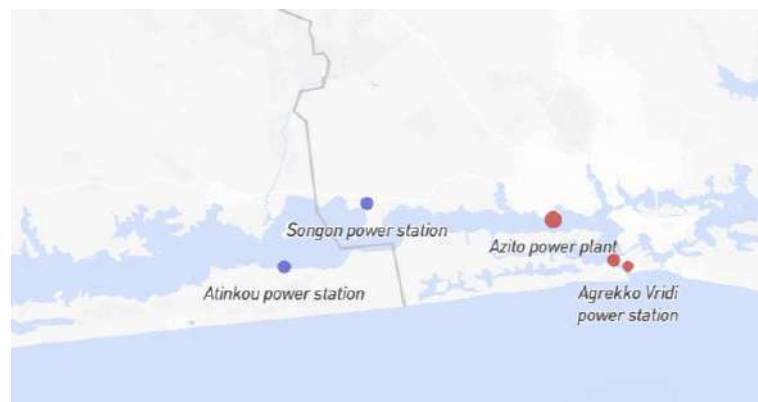 Songon power station
Azito power plant
Atinkou power station
Agrekko Vridi
power station